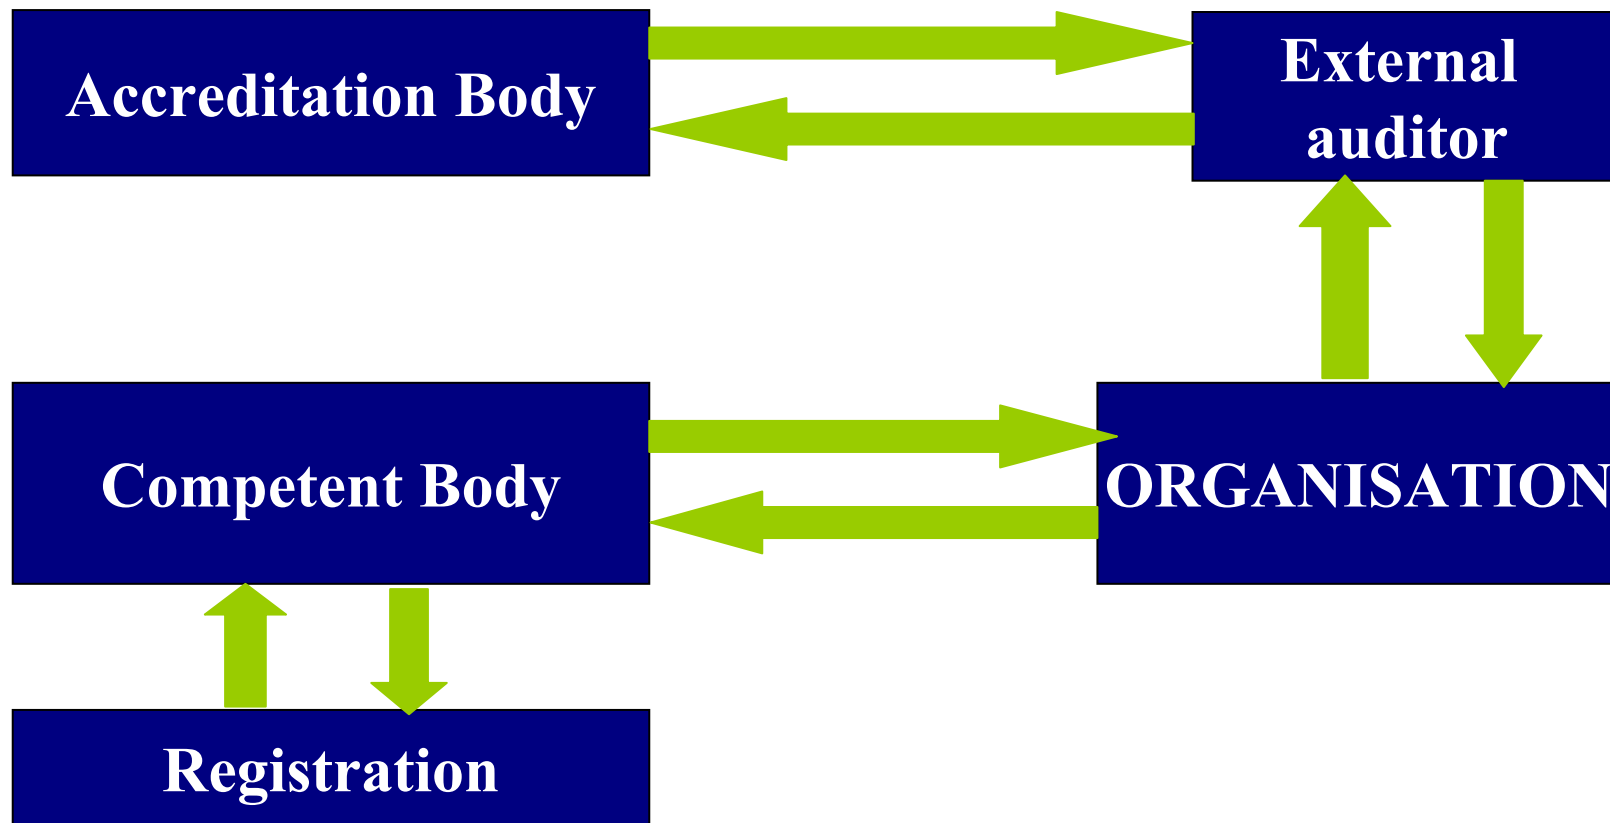 Accreditation Body
External
auditor
Competent Body
ORGANISATION
Registration